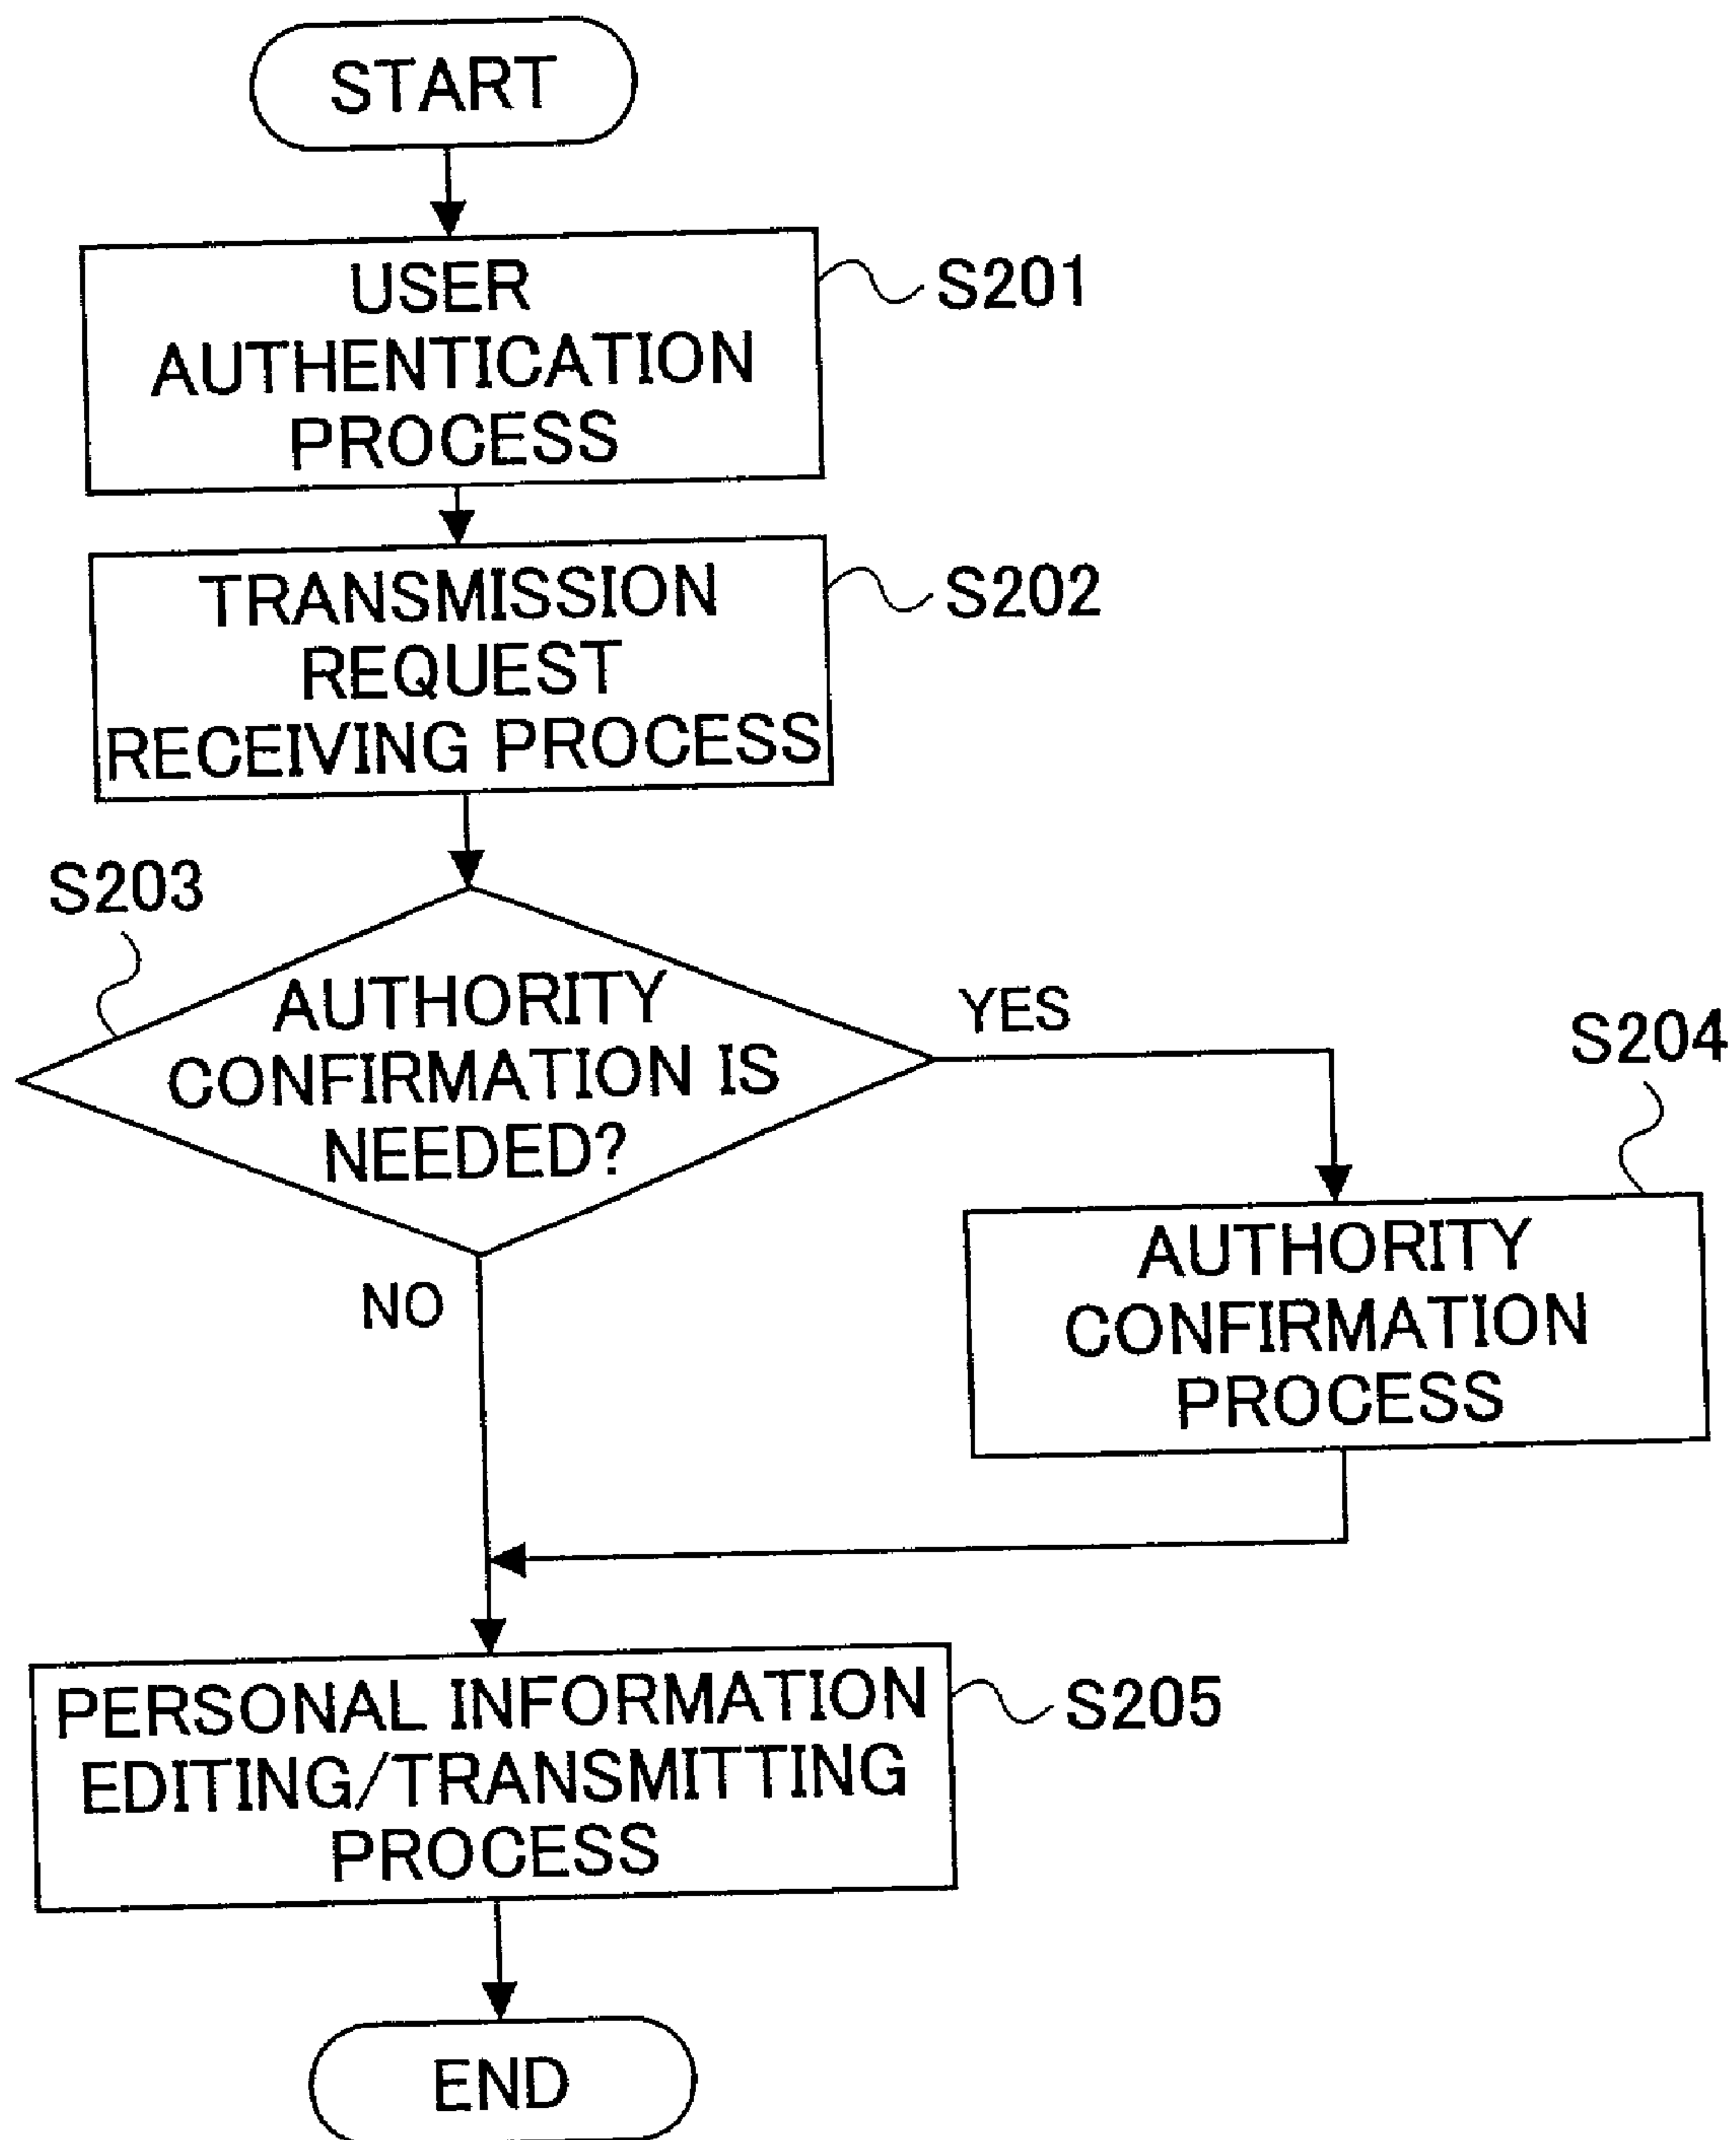 START
USER
AUTHENTICATION
PROCESS
S201
TRANSMISSION
REQUEST
RECEIVING PROCESS
S202
S203
AUTHORITY
CONFIRMATION IS
NEEDED?
YES
NO
S204
AUTHORITY
CONFIRMATION
PROCESS
PERSONAL INFORMATION
EDITING/TRANSMITTING
PROCESS
S205
END